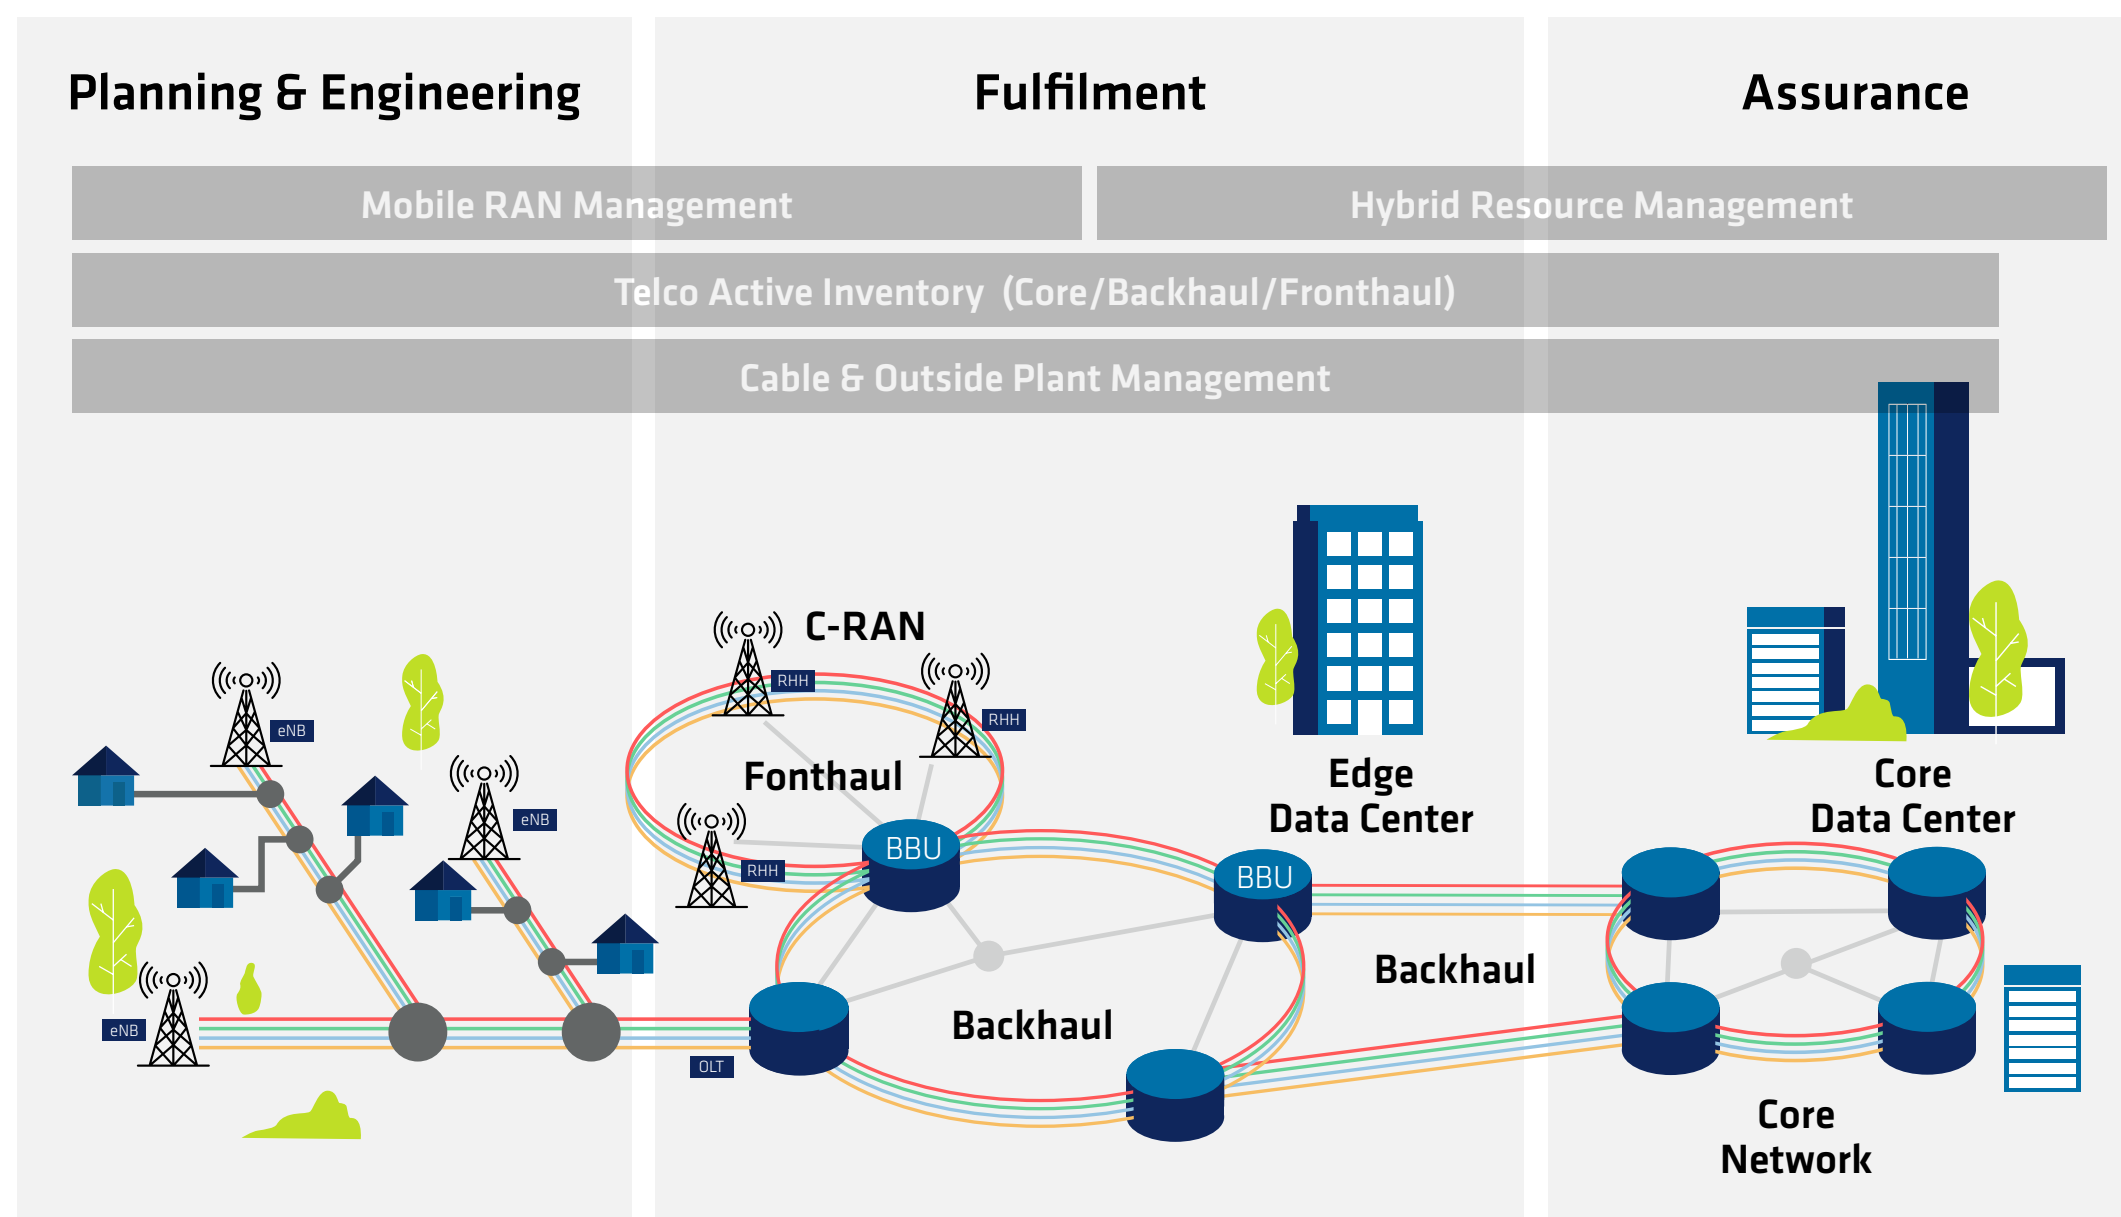 Planning & Engineering
Fulfilment
Assurance
Mobile RAN Management
Hybrid Resource Management
Telco Active Inventory (Core/Backhaul/Fronthaul)
Cable & Outside Plant Management
C-RAN
RHH
RHH
eNB
Fonthaul
Edge
Data Center
Core
Data Center
eNB
BBU
RHH
BBU
Backhaul
Backhaul
eNB
OLT
Core
Network